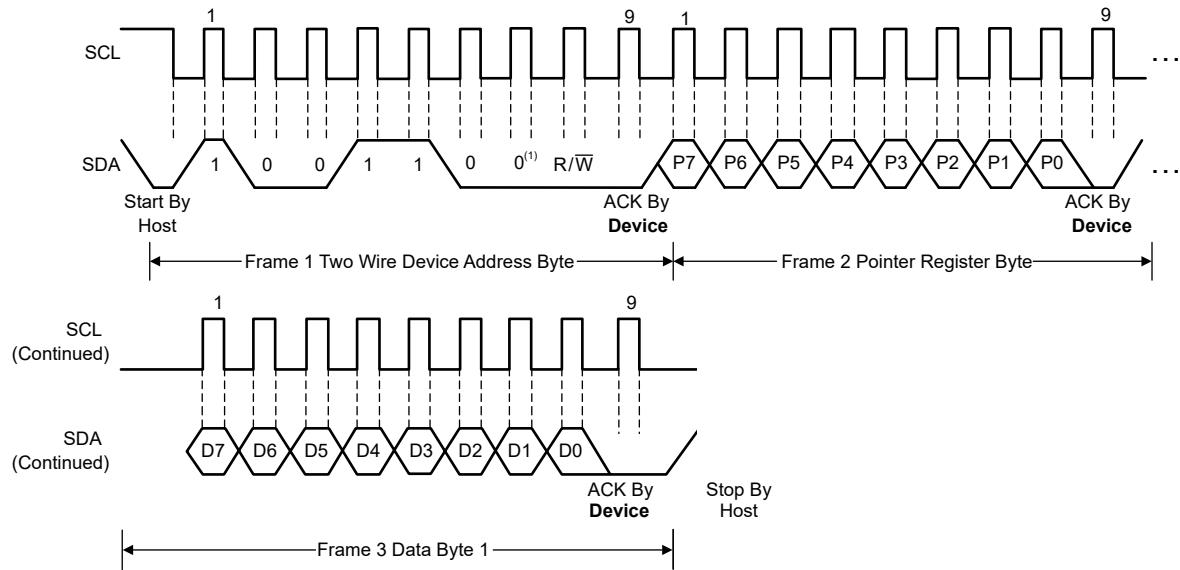 1 9 1 9
SCL ...
SDA 1 0 0 1 1 0 0(1) R/W̅ P7 P6 P5 P4 P3 P2 P1 P0 ...
Start By ACK By ACK By
Host Device Device
Frame 1 Two Wire Device Address Byte Frame 2 Pointer Register Byte
1 9
SCL
(Continued)
SDA
(Continued) D7 D6 D5 D4 D3 D2 D1 D0
ACK By Stop By
Device Host
Frame 3 Data Byte 1